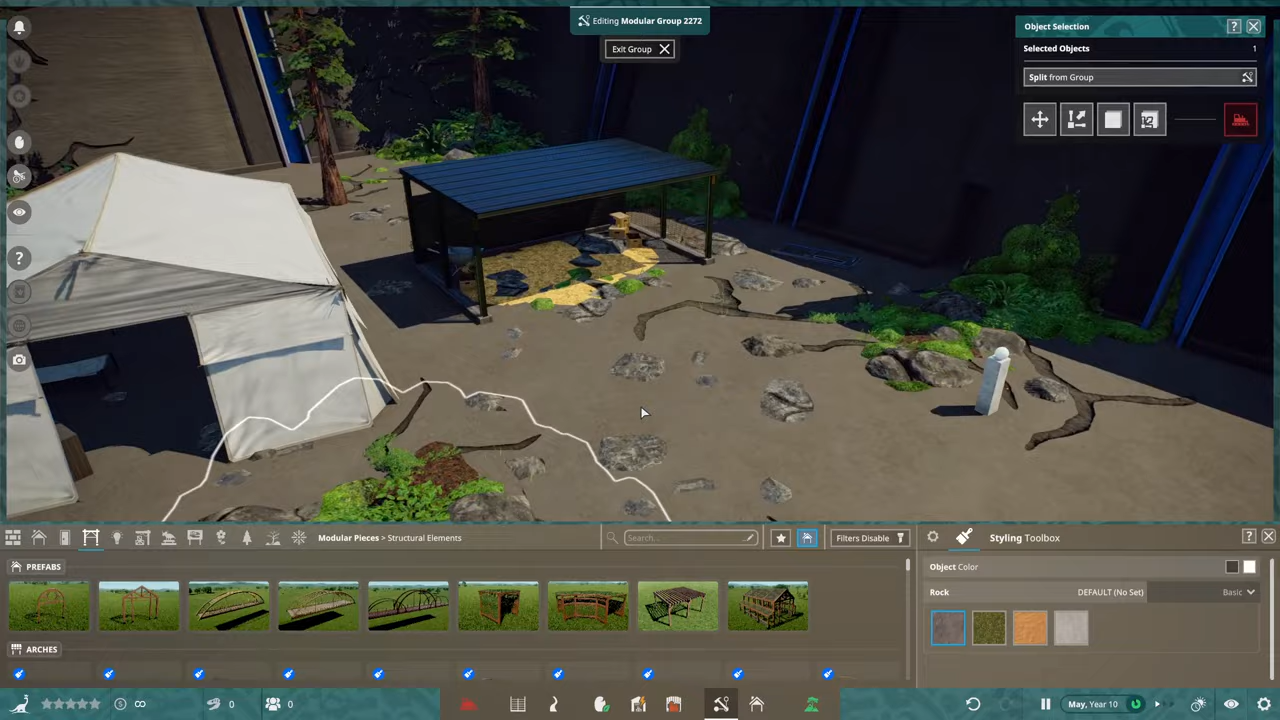 Editing Modular Group 2272
Exit Group
Object Selection
?
Selected Objects 1
Split from Group
?
Modular Pieces > Structural Elements
Search...
Filters Disable
Styling Toolbox
?
PREFABS
Object Color
Rock DEFAULT (No Set) Basic
ARCHES
∞ 0 0
May, Year 10